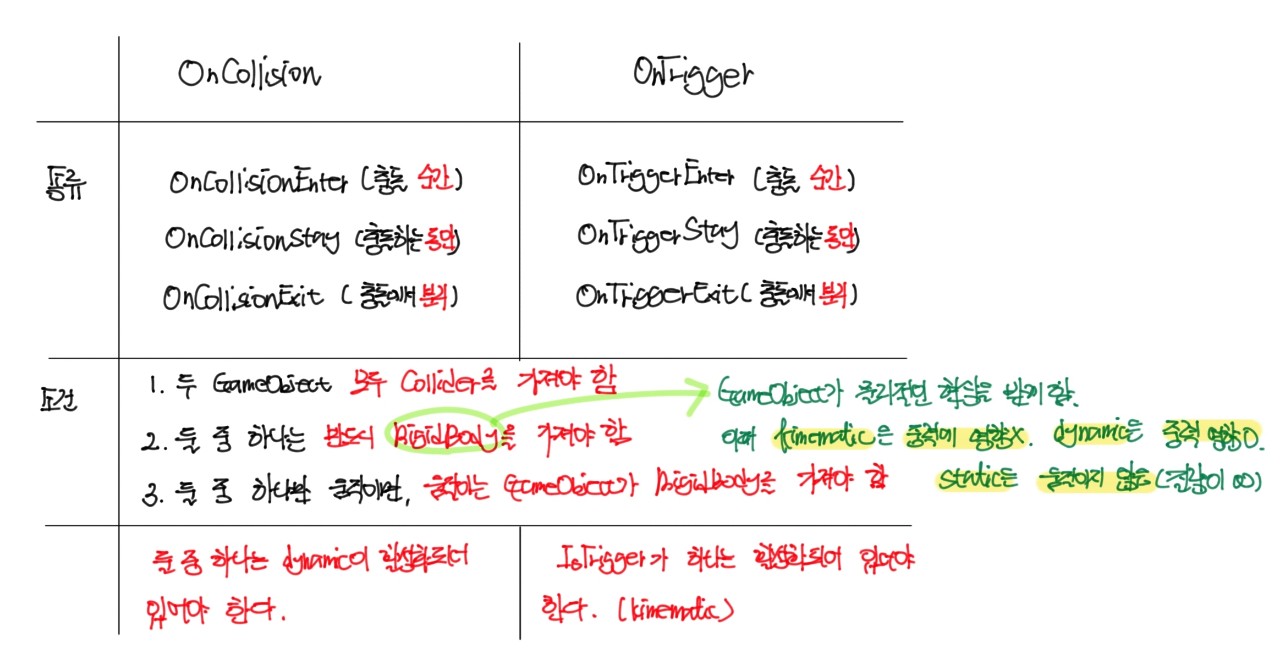 OnCollision
OnTrigger
종류
OnCollisionEnter (충돌 순간)
OnCollisionStay (충돌하는 동안)
OnCollisionExit (충돌에서 분리)
OnTriggerEnter (충돌 순간)
OnTriggerStay (충돌하는 동안)
OnTriggerExit (충돌에서 분리)
조건
1. 두 GameObject 모두 Collider를 가져야 함
2. 둘 중 하나는 반드시 RigidBody을 가져야 함
3. 둘 중 하나만 움직이면, 움직이는 GameObject가 RigidBody를 가져야 함
GameObject가 물리적인 현상을 받게 함.
이때 kinematic은 중력에 영향X. dynamic은 중력 영향O.
static은 움직이지 않음 (질량이 ∞)
둘 중 하나는 dynamic이 활성화되어
있어야 한다.
IsTrigger가 하나는 활성화되어 있어야
한다. (kinematic)